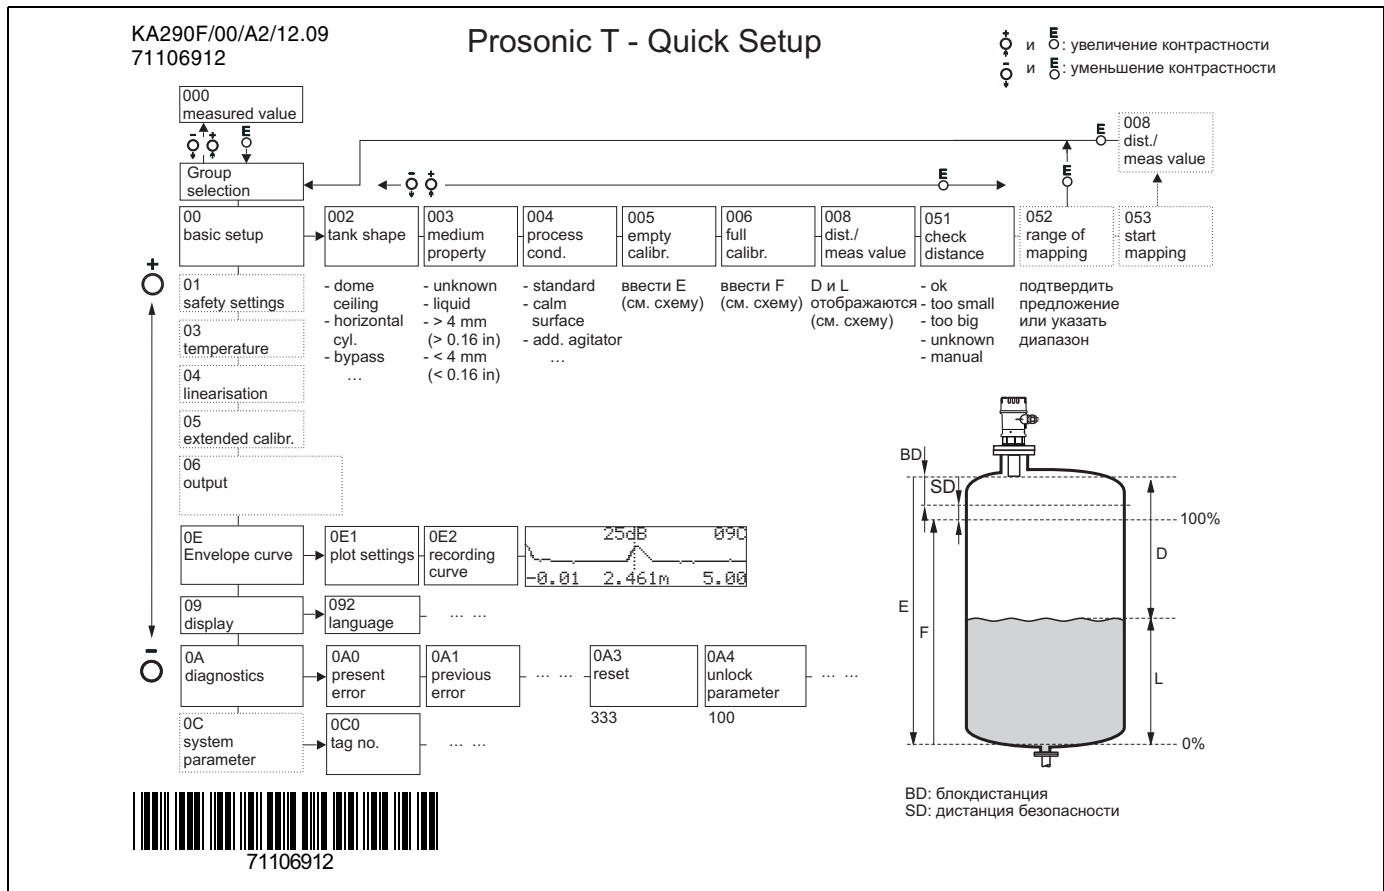 KA290F/00/A2/12.09
71106912
Prosonic T - Quick Setup
+ и E : увеличение контрастности
- и E : уменьшение контрастности
000
measured value
- +
E
Group
selection
- +
E
E
E
008
dist./
meas value
00
basic setup
002
tank shape
003
medium
property
004
process
cond.
005
empty
calibr.
006
full
calibr.
008
dist./
meas value
051
check
distance
052
range of
mapping
053
start
mapping
- dome
ceiling
- horizontal
cyl.
- bypass
...
- unknown
- liquid
- > 4 mm
(> 0.16 in)
- < 4 mm
(< 0.16 in)
- standard
- calm
surface
- add. agitator
...
ввести E
(см. схему)
ввести F
(см. схему)
D и L
отображаются
(см. схему)
- ok
- too small
- too big
- unknown
- manual
подтвердить
предложение
или указать
диапазон
+
01
safety settings
03
temperature
04
linearisation
05
extended calibr.
06
output
0E
Envelope curve
0E1
plot settings
0E2
recording
curve
25dB 09C
-0.01 2.461m 5.00
09
display
092
language
... ...
-
0A
diagnostics
0A0
present
error
0A1
previous
error
... ...
0A3
reset
333
0A4
unlock
parameter
100
... ...
0C
system
parameter
0C0
tag no.
... ...
BD
SD
100%
D
E
F
L
0%
BD: блокдистанция
SD: дистанция безопасности
71106912